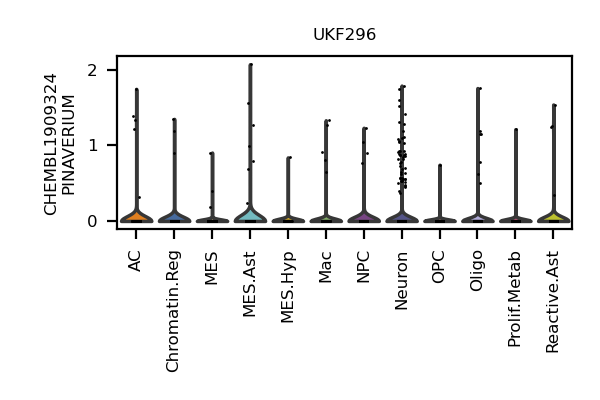 UKF296
CHEMBL1909324
PINAVERIUM
2
1
0
AC
Chromatin.Reg
MES
MES.Ast
MES.Hyp
Mac
NPC
Neuron
OPC
Oligo
Prolif.Metab
Reactive.Ast